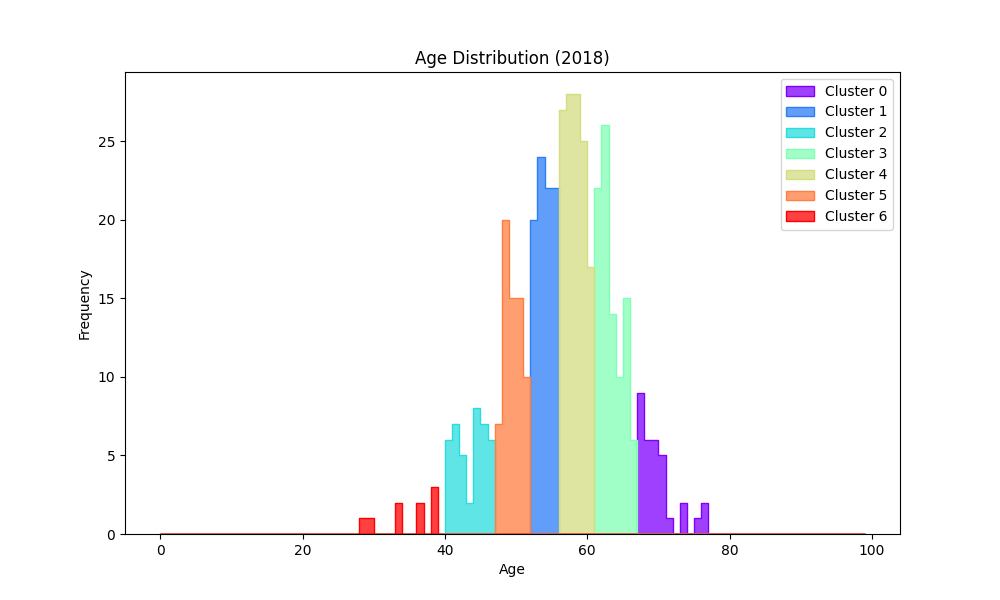 Age Distribution (2018)
Cluster 0
Cluster 1
Cluster 2
Cluster 3
Cluster 4
Cluster 5
Cluster 6
Frequency
25
20
15
10
5
0
0 20 40 60 80 100
Age